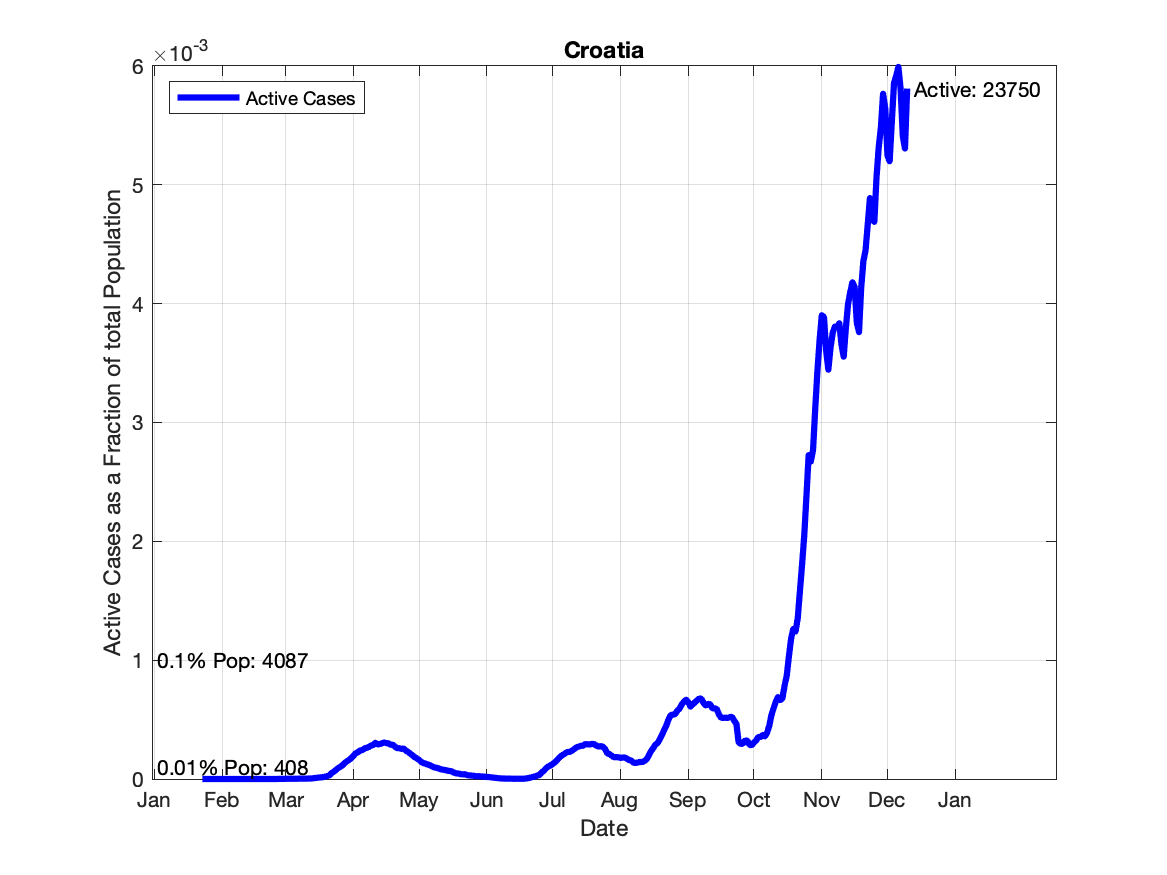 Croatia
×10-3
Active Cases
Active: 23750
6
5
4
3
2
1
0
0.1% Pop: 4087
0.01% Pop: 408
Active Cases as a Fraction of total Population
Jan Feb Mar Apr May Jun Jul Aug Sep Oct Nov Dec Jan
Date